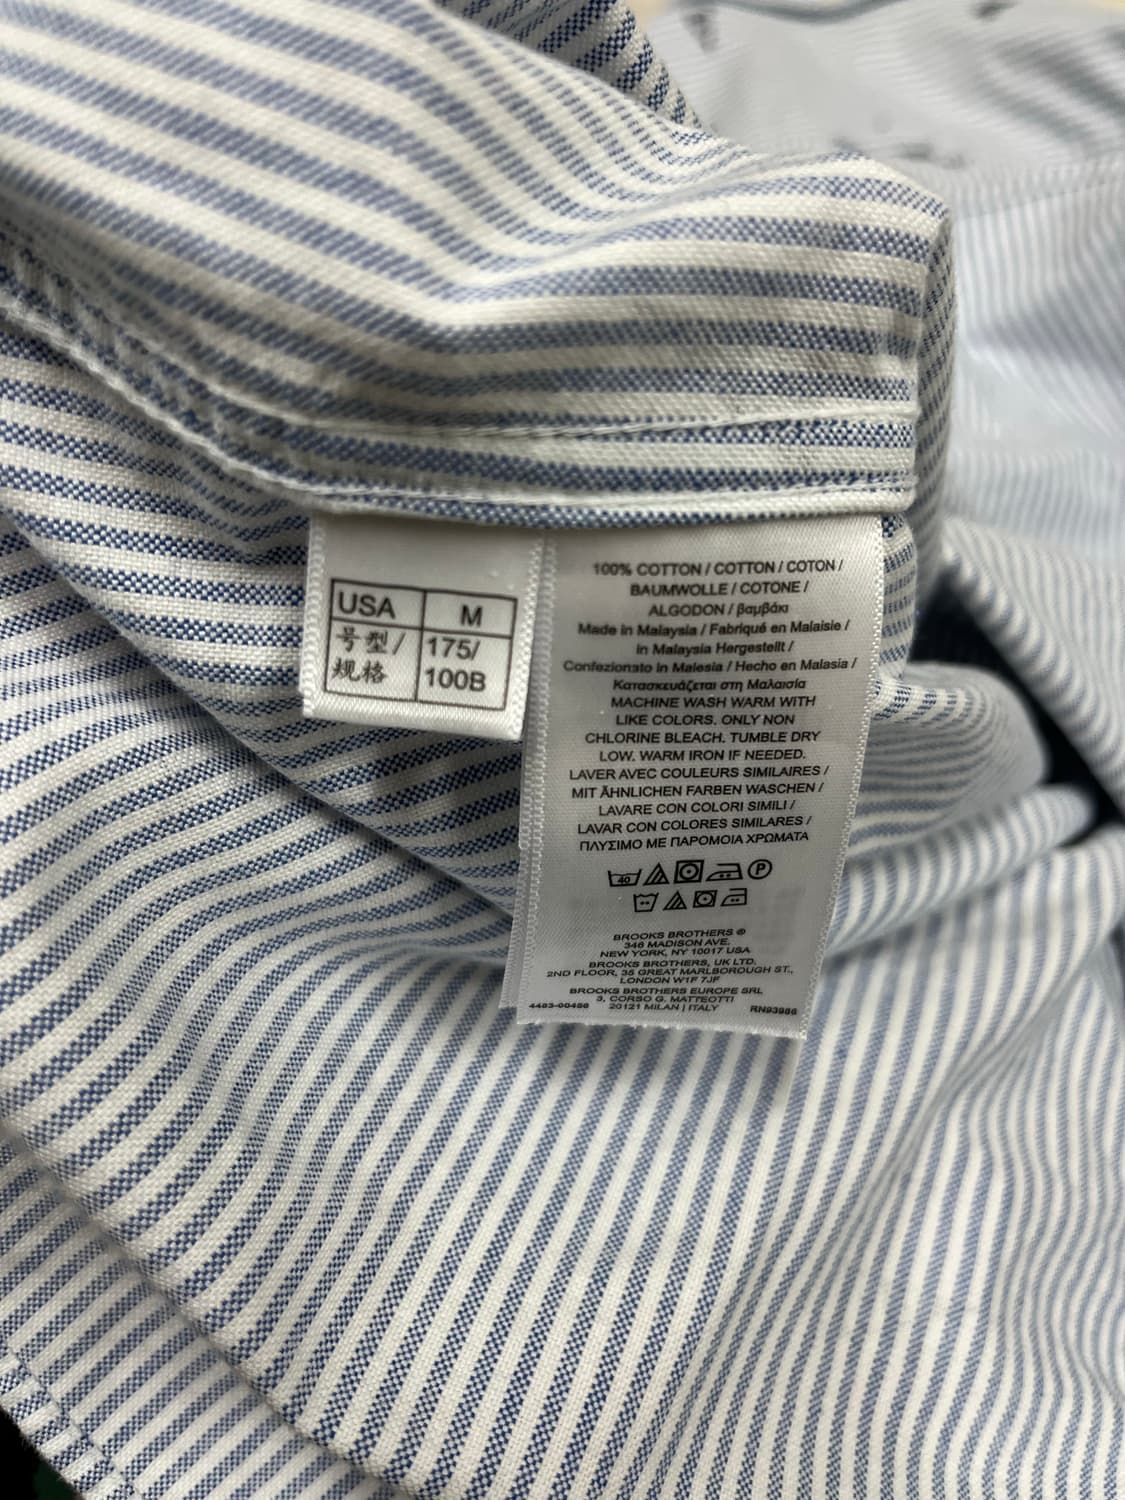 USA M
号型/ 175/
规格 100B
100% COTTON / COTTON / COTON /
BAUMWOLLE / COTONE /
ALGODON / βαμβάκι
Made in Malaysia / Fabriqué en Malaisie /
in Malaysia Hergestellt /
Confezionato in Malesia / Hecho en Malasia /
Κατασκευάζεται στη Μαλαισία
MACHINE WASH WARM WITH
LIKE COLORS. ONLY NON
CHLORINE BLEACH. TUMBLE DRY
LOW. WARM IRON IF NEEDED.
LAVER AVEC COULEURS SIMILAIRES /
MIT ÄHNLICHEN FARBEN WASCHEN /
LAVARE CON COLORI SIMILI /
LAVAR CON COLORES SIMILARES /
ΠΛΥΣΙΜΟ ΜΕ ΠΑΡΟΜΟΙΑ ΧΡΩΜΑΤΑ
40 P
BROOKS BROTHERS ®
346 MADISON AVE.
NEW YORK, NY 10017 USA
BROOKS BROTHERS, UK LTD.
2ND FLOOR, 35 GREAT MARLBOROUGH ST.,
LONDON W1F 7JF
BROOKS BROTHERS EUROPE SRL
3, CORSO G. MATTEOTTI
4483-00456 20121 MILAN | ITALY RN93986